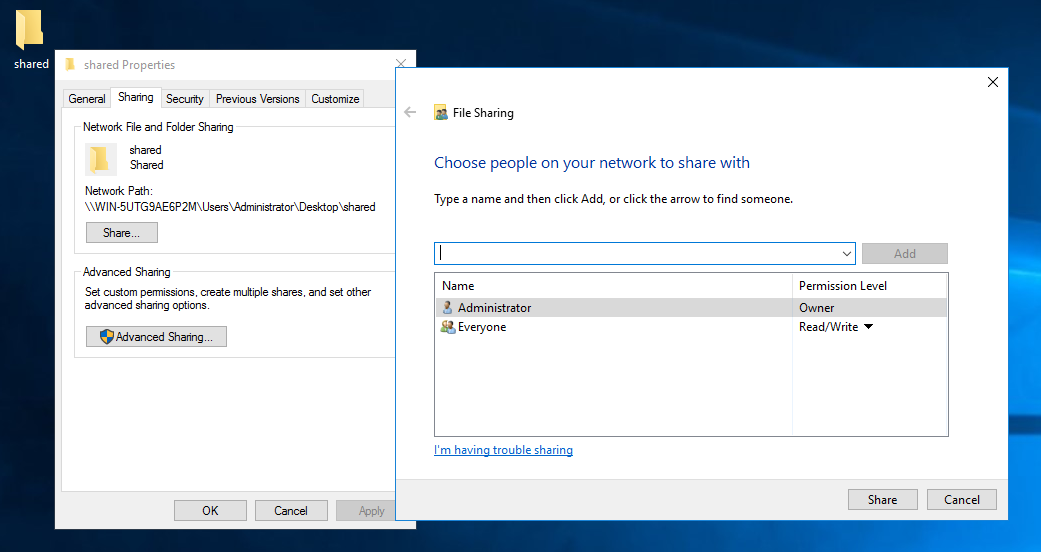 shared
shared Properties
General
Sharing
Security
Previous Versions
Customize
Network File and Folder Sharing
shared
Shared
Network Path:
\\WIN-5UTG9AE6P2M\Users\Administrator\Desktop\shared
Share...
Advanced Sharing
Set custom permissions, create multiple shares, and set other
advanced sharing options.
Advanced Sharing...
OK
Cancel
Apply
File Sharing
Choose people on your network to share with
Type a name and then click Add, or click the arrow to find someone.
Add
Name
Permission Level
Administrator
Owner
Everyone
Read/Write
I'm having trouble sharing
Share
Cancel